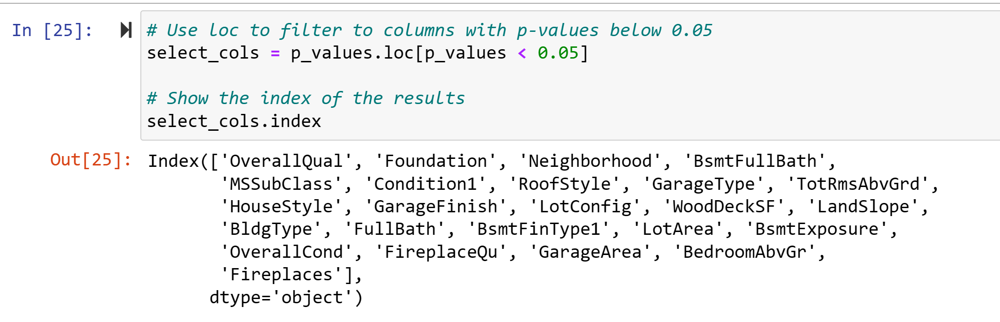 In [25]:
# Use loc to filter to columns with p-values below 0.05
select_cols = p_values.loc[p_values < 0.05]
# Show the index of the results
select_cols.index
Out[25]:
Index(['OverallQual', 'Foundation', 'Neighborhood', 'BsmtFullBath',
'MSSubClass', 'Condition1', 'RoofStyle', 'GarageType', 'TotRmsAbvGrd',
'HouseStyle', 'GarageFinish', 'LotConfig', 'WoodDeckSF', 'LandSlope',
'BldgType', 'FullBath', 'BsmtFinType1', 'LotArea', 'BsmtExposure',
'OverallCond', 'FireplaceQu', 'GarageArea', 'BedroomAbvGr',
'Fireplaces'],
dtype='object')